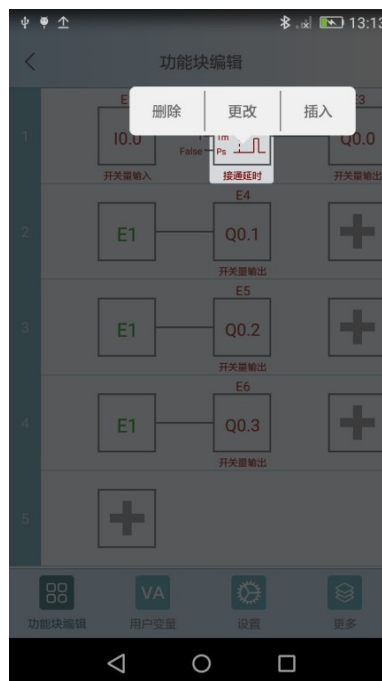 13:13
功能块编辑
删除 更改 插入
1 I0.0 Tm Q0.0
False Ps
开关量输入 接通延时 开关量输出
E4
2 E1 Q0.1
开关量输出
E5
3 E1 Q0.2
开关量输出
E6
4 E1 Q0.3
开关量输出
5
VA
功能块编辑 用户变量 设置 更多